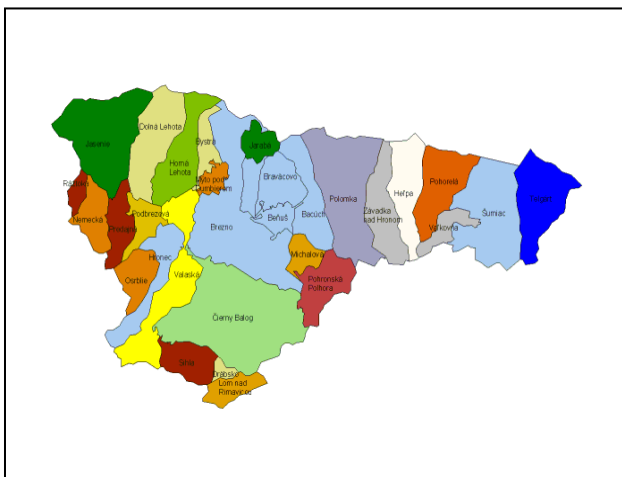 Dolná Lehota
Jasenie
Bystrá
Jarabá
Horná
Lehota
Bravácovo
Heľpa
Pohorelá
Ráztoka
Mýto pod
Ďumbierom
Telgárt
Nemecká
Podbrezová
Beňuš
Bacúch
Polomka
Závadka
nad Hronom
Šumiac
Predajná
Brezno
Vaľkovňa
Hronec
Michalová
Valaská
Pohronská
Polhora
Osrblie
Čierny Balog
Sihla
Drábsko
Lom nad
Rimavicou